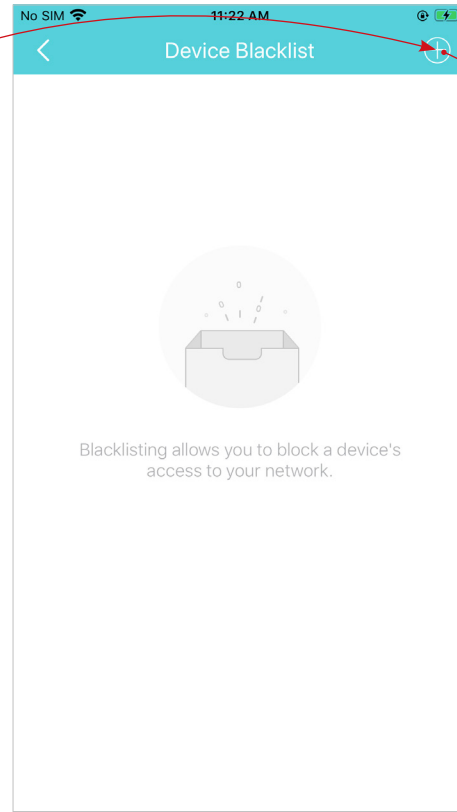 No SIM 11:22 AM
Device Blacklist
Blacklisting allows you to block a device's
access to your network.